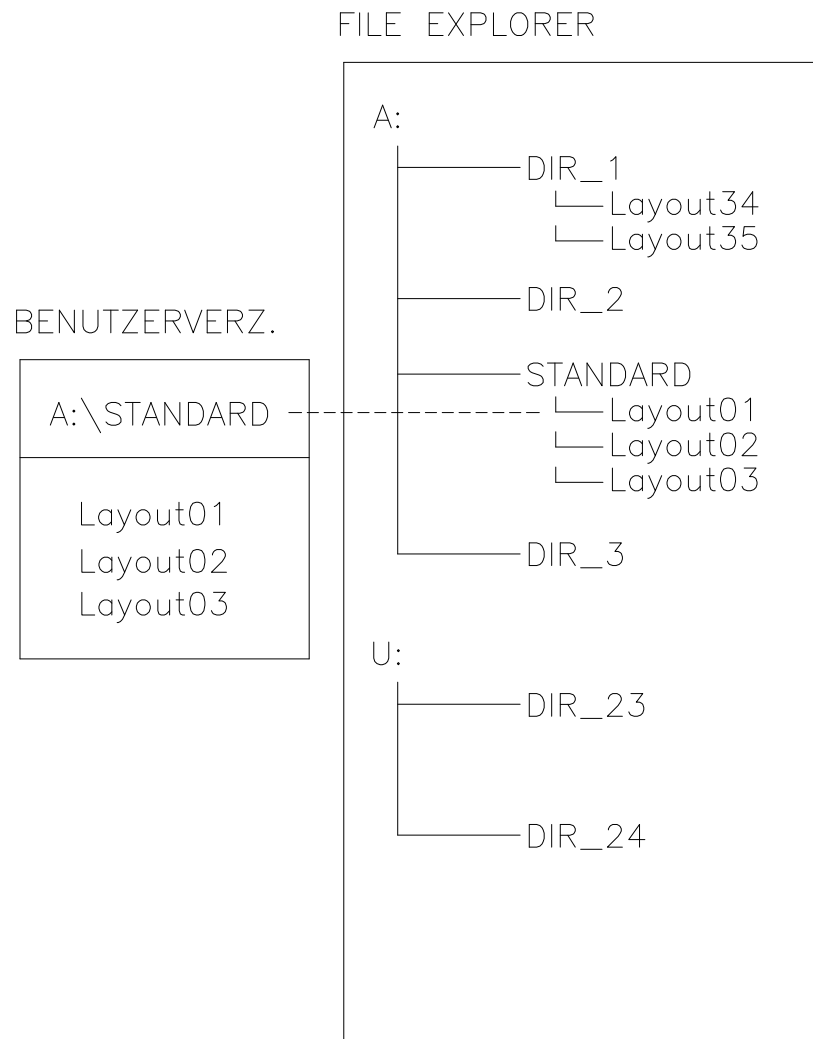 FILE EXPLORER
A:
DIR_1
Layout34
Layout35
DIR_2
STANDARD
Layout01
Layout02
Layout03
DIR_3
U:
DIR_23
DIR_24
BENUTZERVERZ.
A:\STANDARD
Layout01
Layout02
Layout03